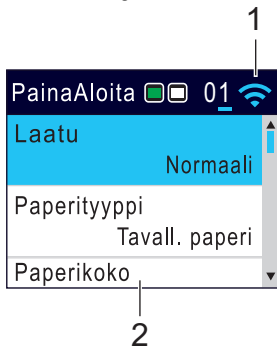 1
PainaAloita 01
Laatu
Normaali
Paperityyppi
Tavall. paperi
Paperikoko
2